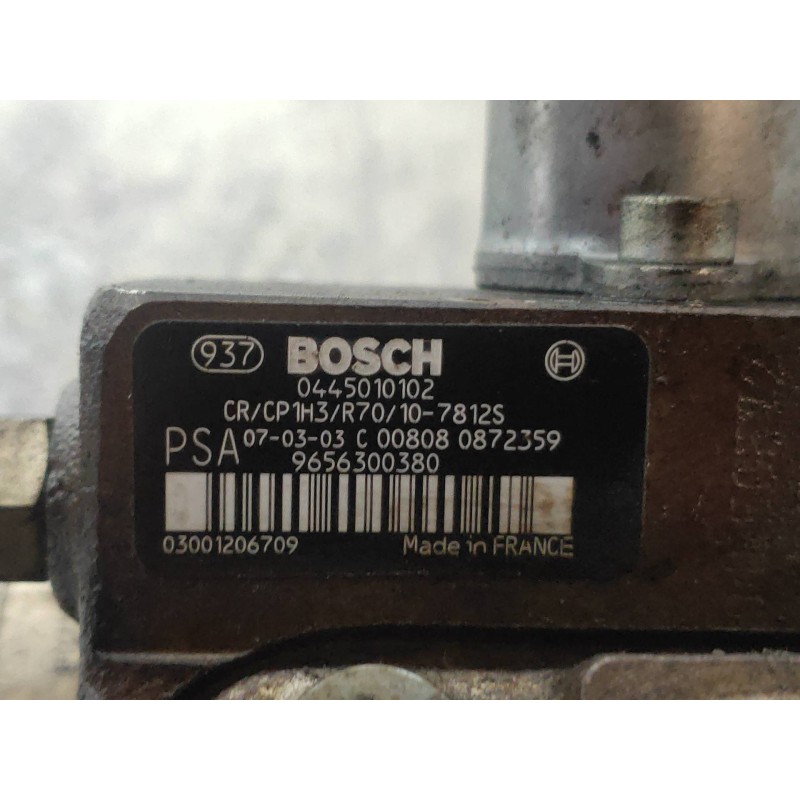 937 BOSCH
0445010102
CR/CP1H3/R70/10-7812S
PSA 07-03-03 C 00808 0872359
9656300380
03001206709 Made in FRANCE